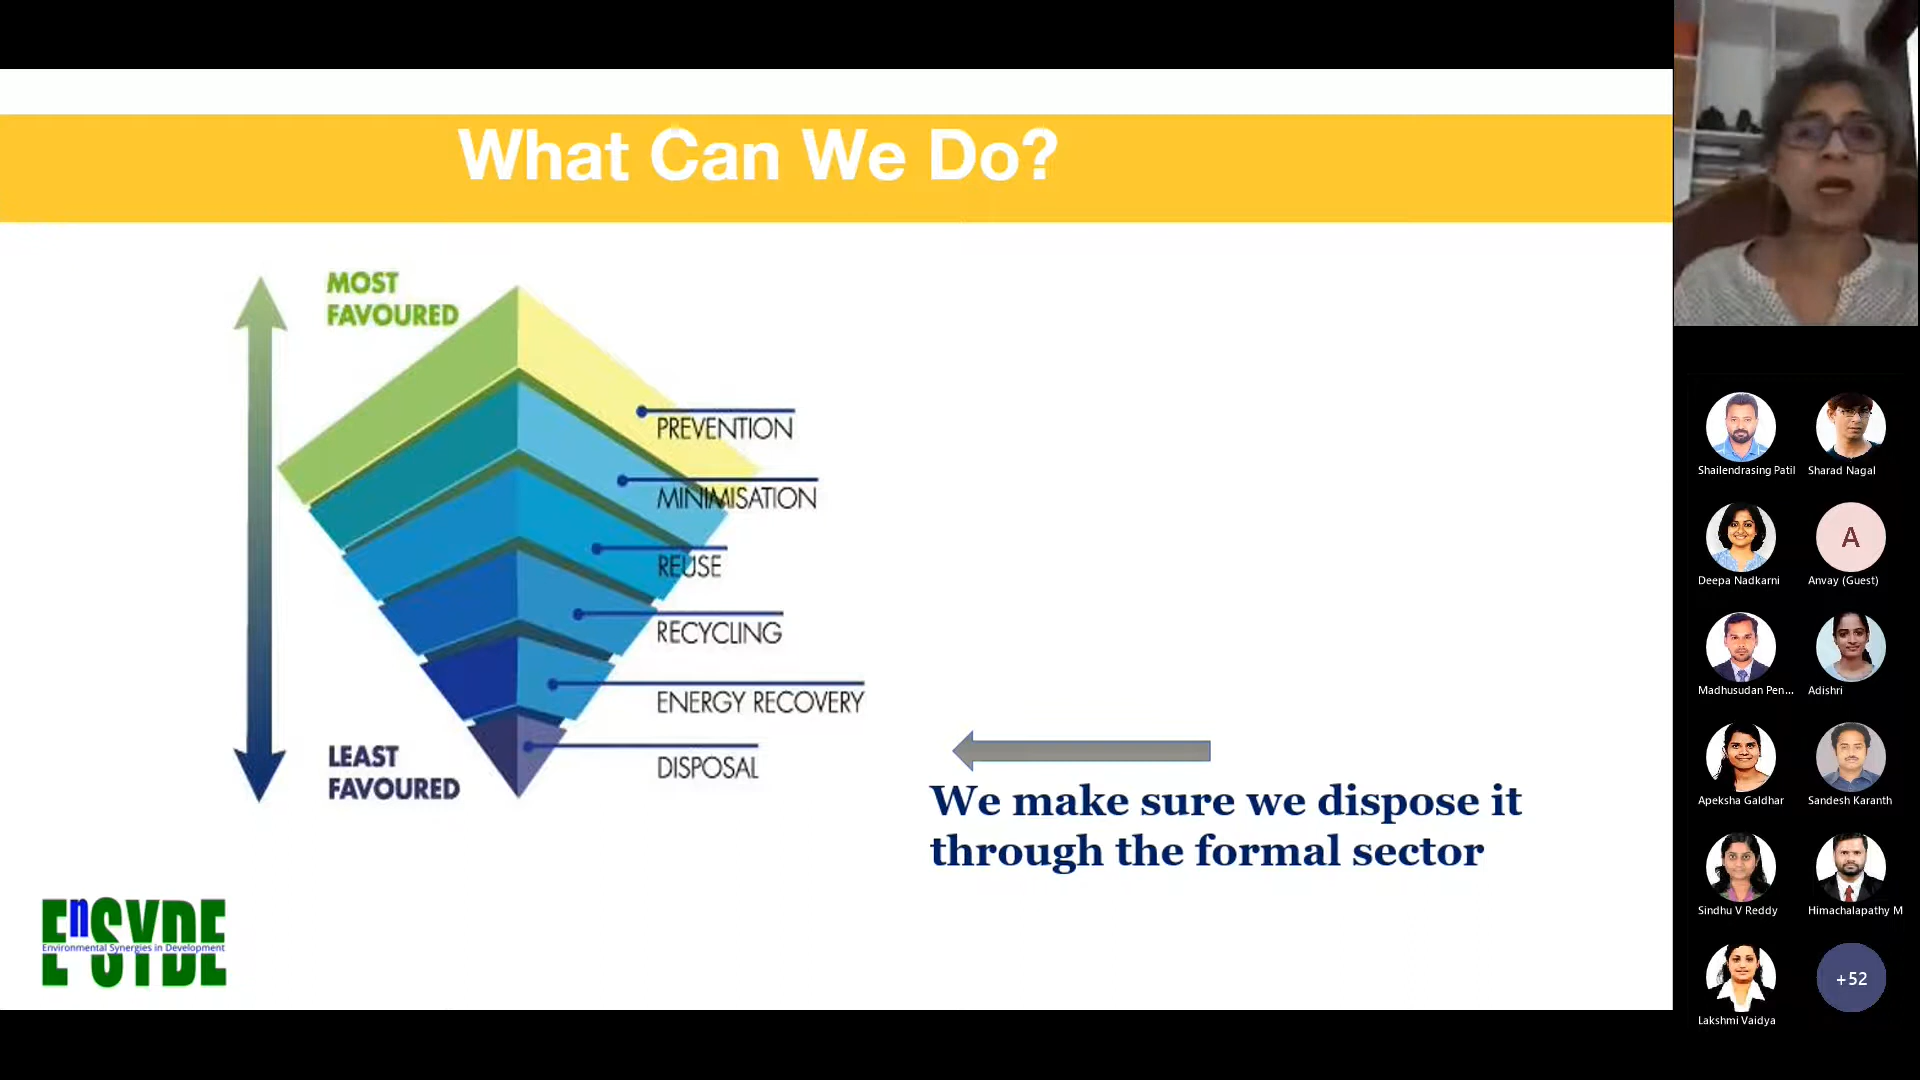 What Can We Do?
MOST
FAVOURED
PREVENTION
MINIMISATION
REUSE
RECYCLING
ENERGY RECOVERY
DISPOSAL
LEAST
FAVOURED
We make sure we dispose it
through the formal sector
EnSYDE
Environmental Synergies in Development
Shailendrasing Patil
Sharad Nagal
Deepa Nadkarni
A
Anvay (Guest)
Madhusudan Pen...
Adishri
Apeksha Galdhar
Sandesh Karanth
Sindhu V Reddy
Himachalapathy M
Lakshmi Vaidya
+52